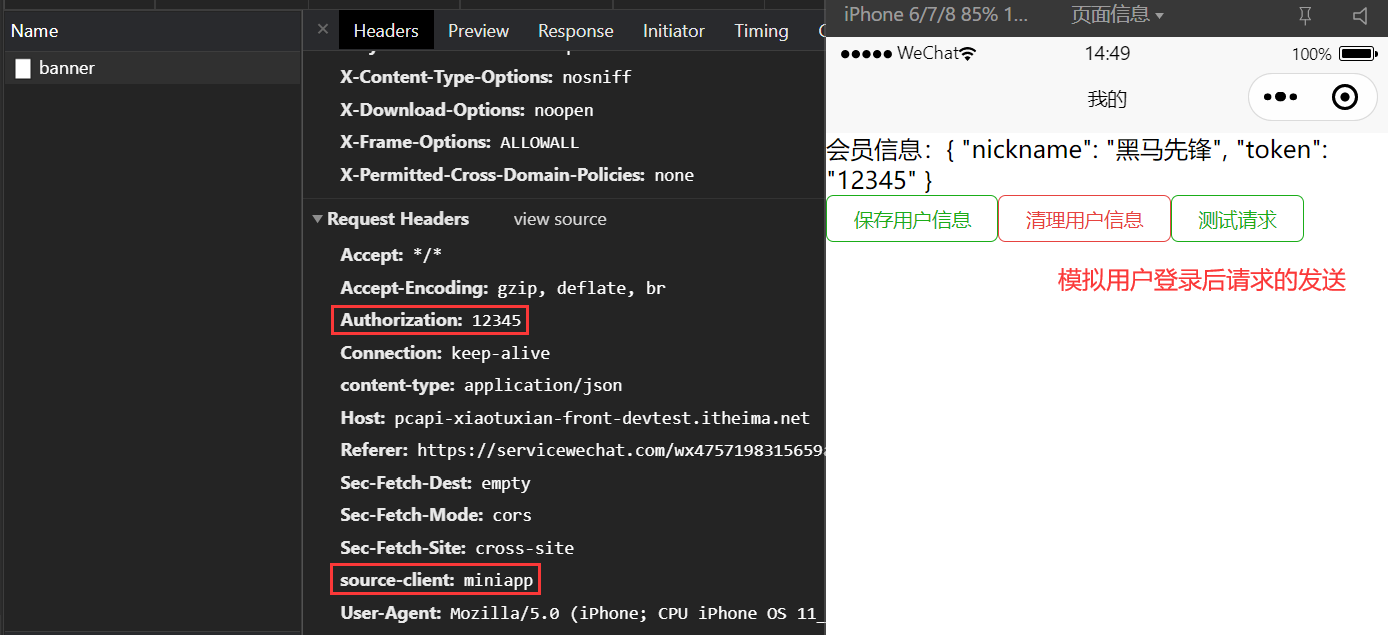 Name
banner
× Headers Preview Response Initiator Timing
X-Content-Type-Options: nosniff
X-Download-Options: noopen
X-Frame-Options: ALLOWALL
X-Permitted-Cross-Domain-Policies: none
Request Headers view source
Accept: */*
Accept-Encoding: gzip, deflate, br
Authorization: 12345
Connection: keep-alive
content-type: application/json
Host: pcapi-xiaotuxian-front-devtest.itheima.net
Referer: https://servicewechat.com/wx4757198315659
Sec-Fetch-Dest: empty
Sec-Fetch-Mode: cors
Sec-Fetch-Site: cross-site
source-client: miniapp
User-Agent: Mozilla/5.0 (iPhone; CPU iPhone OS 11_
iPhone 6/7/8 85% 1... 页面信息
WeChat 14:49 100%
我的
会员信息：{ "nickname": "黑马先锋", "token":
"12345" }
保存用户信息 清理用户信息 测试请求
模拟用户登录后请求的发送